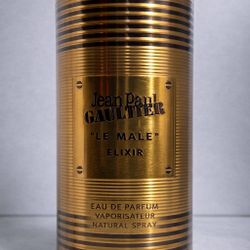 Jean Paul
GAULTIER
"LE MALE"
ELIXIR
EAU DE PARFUM
VAPORISATEUR
NATURAL SPRAY